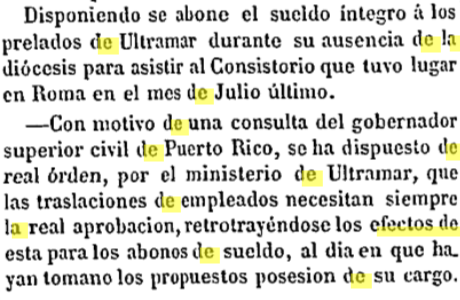 Disponiendo se abone el sueldo íntegro á los
prelados de Ultramar durante su ausencia de la
diócesis para asistir al Consistorio que tuvo lugar
en Roma en el mes de Julio último.
—Con motivo de una consulta del gobernador
superior civil de Puerto Rico, se ha dispuesto de
real órden, por el ministerio de Ultramar, que
las traslaciones de empleados necesitan siempre
la real aprobacion, retrotrayéndose los efectos de
esta para los abonos de sueldo, al dia en que ha-
yan tomano los propuestos posesion de su cargo.